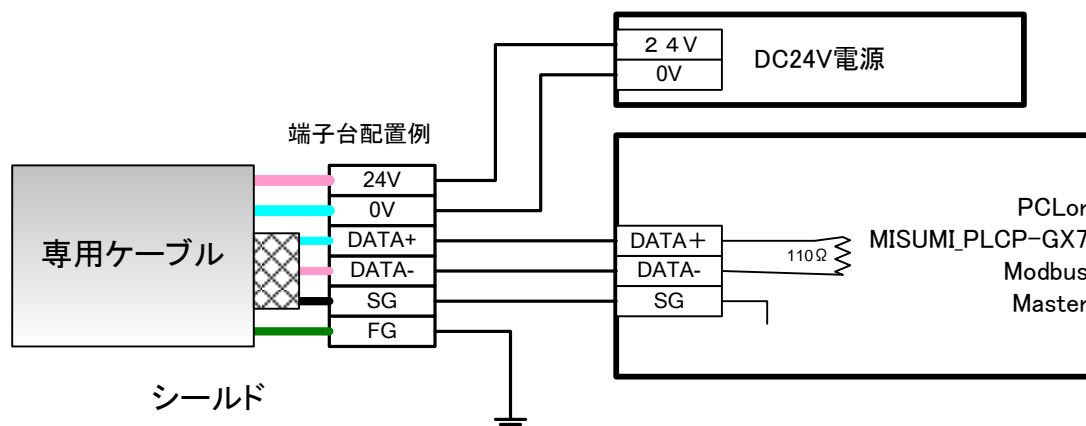 ２４V
0V
DC24V電源
端子台配置例
24V
0V
DATA+
DATA-
SG
FG
専用ケーブル
シールド
DATA＋
DATA-
SG
110Ω
PCLor
MISUMI_PLCP-GX7
Modbus
Master